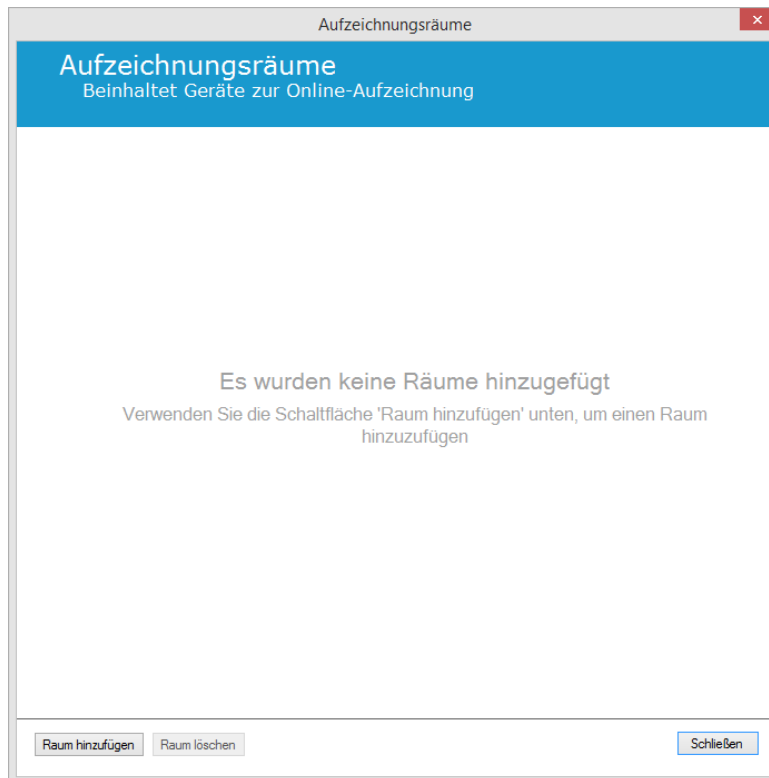 Aufzeichnungsräume
Aufzeichnungsräume
Beinhaltet Geräte zur Online-Aufzeichnung
Es wurden keine Räume hinzugefügt
Verwenden Sie die Schaltfläche 'Raum hinzufügen' unten, um einen Raum
hinzuzufügen
Raum hinzufügen Raum löschen Schließen